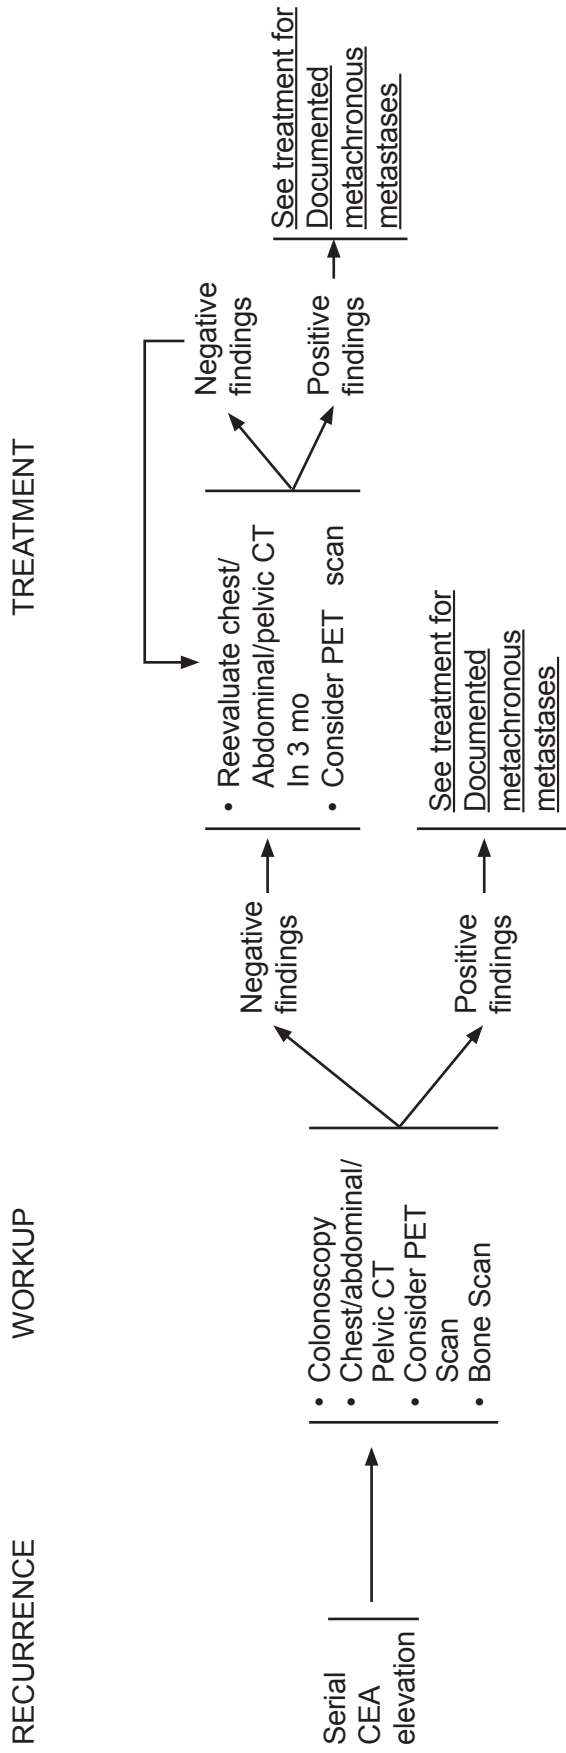 RECURRENCE
WORKUP
TREATMENT
Serial
CEA
elevation
• Colonoscopy
• Chest/abdominal/
Pelvic CT
• Consider PET
Scan
• Bone Scan
Negative
findings
Positive
findings
• Reevaluate chest/
Abdominal/pelvic CT
In 3 mo
• Consider PET scan
See treatment for
Documented
metachronous
metastases
Negative
findings
Positive
findings
See treatment for
Documented
metachronous
metastases